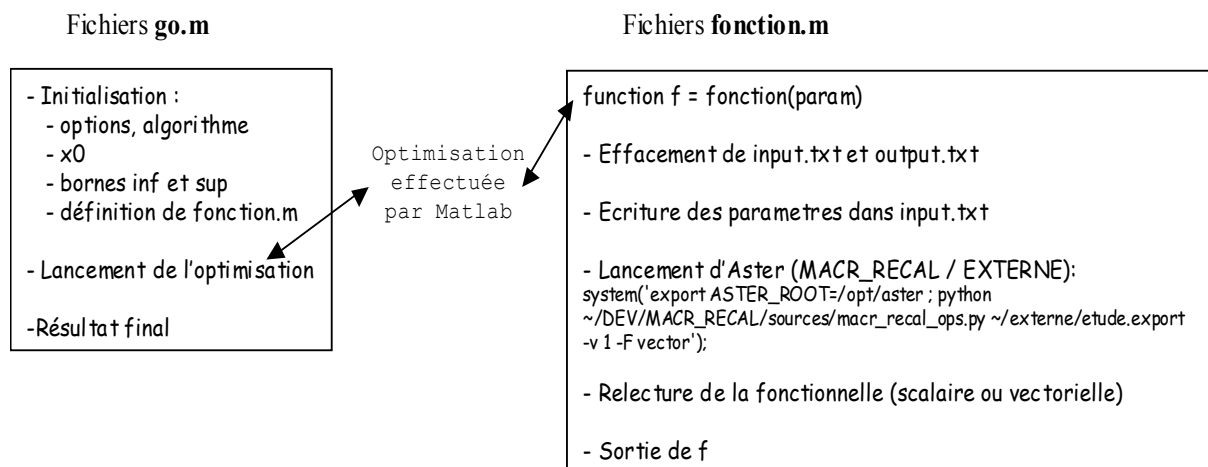 Fichiers go.m
- Initialisation :
- options, algorithme
- x0
- bornes inf et sup
- définition de fonction.m
- Lancement de l'optimisation
-Résultat final
Optimisation
effectuée
par Matlab
Fichiers fonction.m
function f = fonction(param)
- Effacement de input.txt et output.txt
- Ecriture des parametres dans input.txt
- Lancement d'Aster (MACR_RECAL / EXTERNE):
system('export ASTER_ROOT=/opt/aster ; python
~/DEV/MACR_RECAL/sources/macr_recal_ops.py ~/externe/etude.export
-v 1 -F vector');
- Relecture de la fonctionnelle (scalaire ou vectorielle)
- Sortie de f